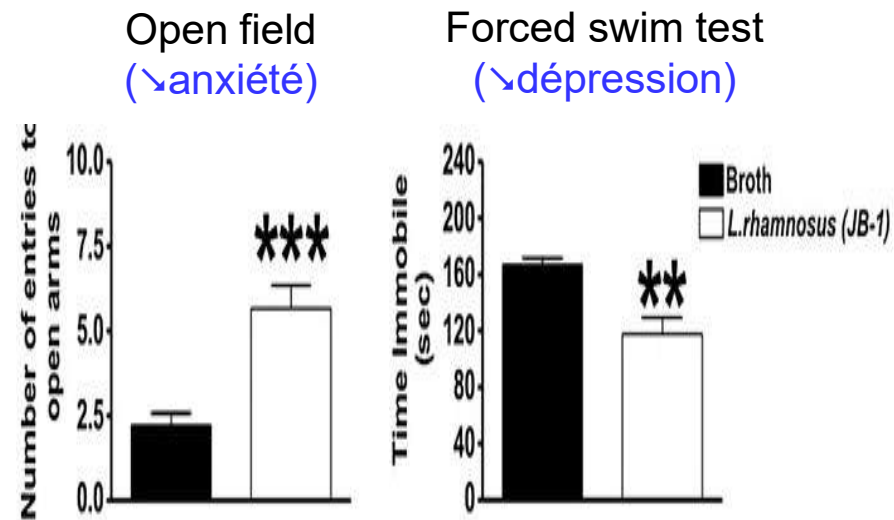 Open field
(↘anxiété)
Forced swim test
(↘dépression)
Number of entries to
open arms
10.0
7.5
5.0
2.5
0.0
***
Time Immobile
(sec)
240
200
160
120
80
40
0
**
Broth
L.rhamnosus (JB-1)